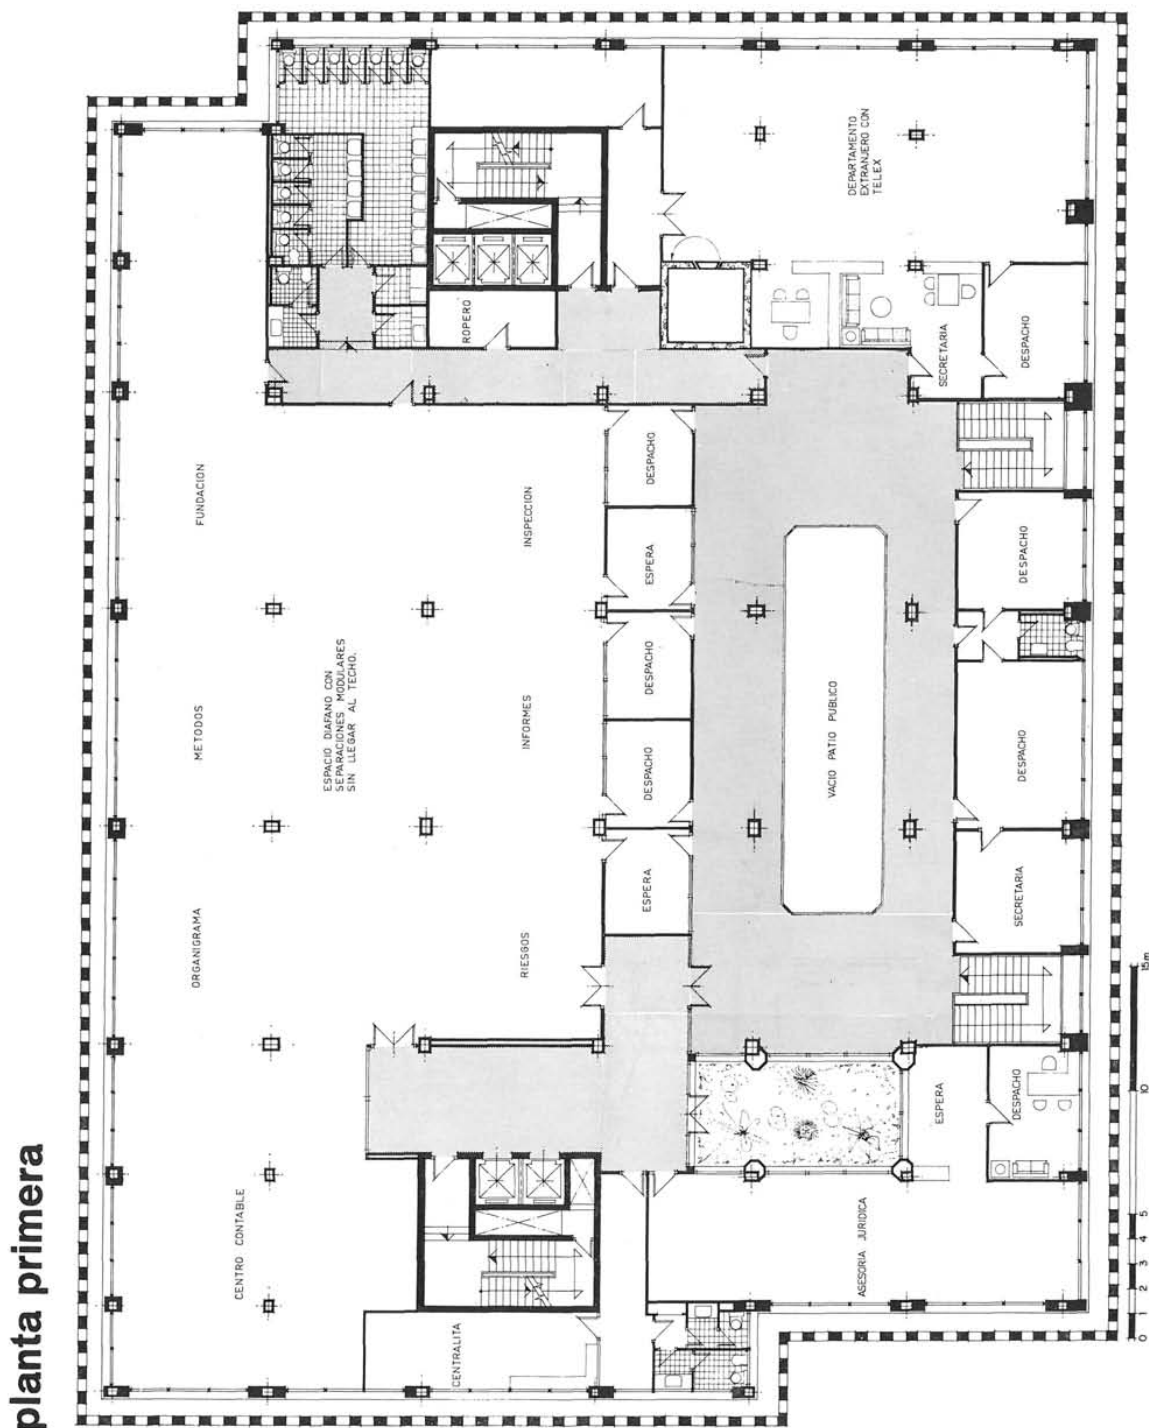 planta primera
CENTRO CONTABLE
ORGANIGRAMA
METODOS
FUNDACION
ESPACIO DIAFANO CON
SEPARACIONES MODULARES
SIN LLEGAR AL TECHO.
CENTRALITA
RIESGOS
INFORMES
INSPECCION
ROPERO
ESPERA
DESPACHO
DESPACHO
ESPERA
DESPACHO
VACIO PATIO PUBLICO
DEPARTAMENTO
EXTRANJERO CON
TELEX
ASESORIA JURIDICA
ESPERA
SECRETARIA
DESPACHO
SECRETARIA
DESPACHO
DESPACHO
DESPACHO
0 1 2 3 4 5 10 15m